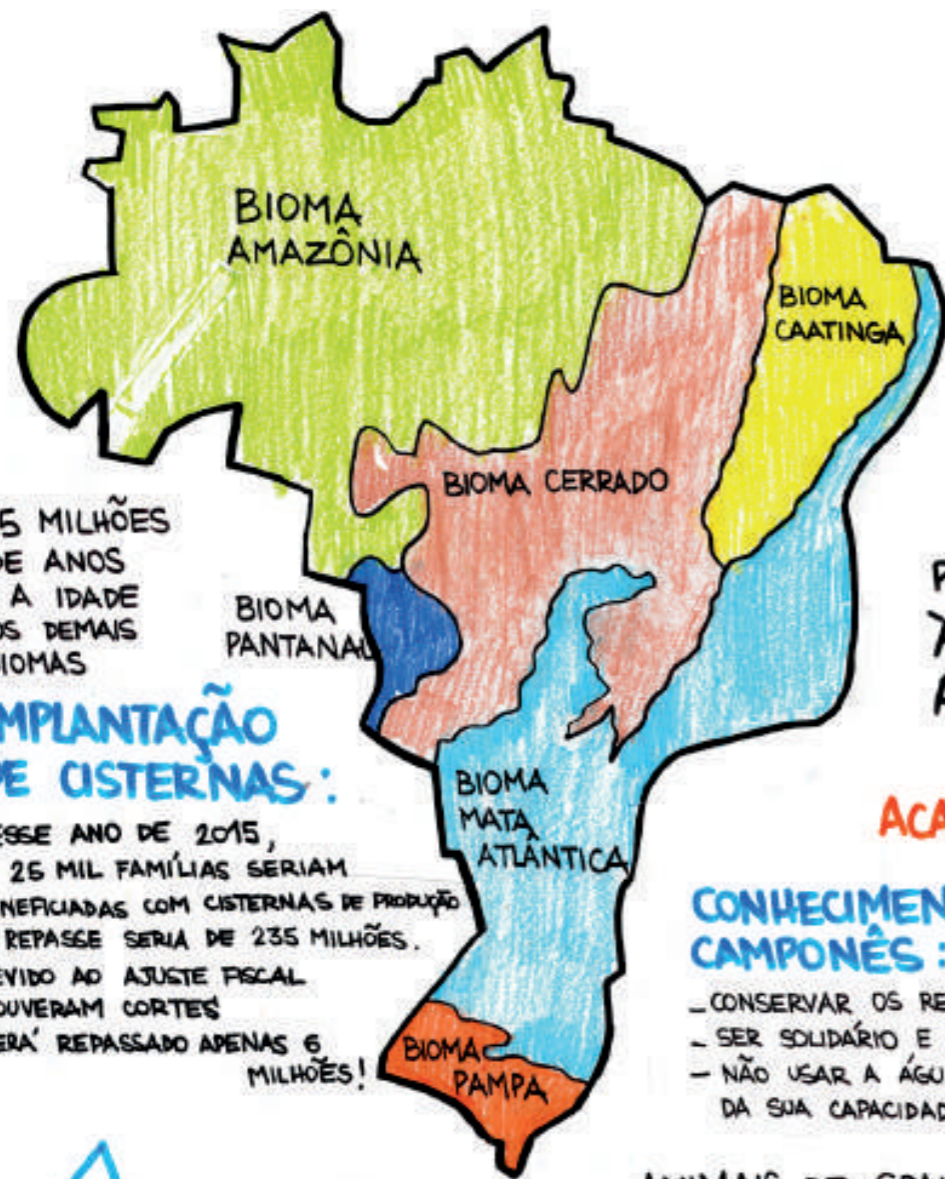 BIOMA
AMAZÔNIA
BIOMA
CAATINGA
BIOMA CERRADO
5 MILHÕES
E ANOS
A IDADE
OS DEMAIS
IOMAS
BIOMA
PANTANAL
MPLANTAÇÃO
DE CISTERNAS:
ESSE ANO DE 2015,
25 MIL FAMÍLIAS SERIAM
NEFICIADAS COM CISTERNAS DE PRODUÇÃO
REPASSE SERIA DE 235 MILHÕES.
EVIDO AO AJUSTE FISCAL
OUVERAM CORTES
ERÁ REPASSADO APENAS 6
MILHÕES!
BIOMA
MATA
ATLÂNTICA
BIOMA
PAMPA
ACA
CONHECIMEN
CAMPONÊS:
- CONSERVAR OS RE
- SER SOLIDÁRIO E
- NÃO USAR A ÁGU
DA SUA CAPACIDAD